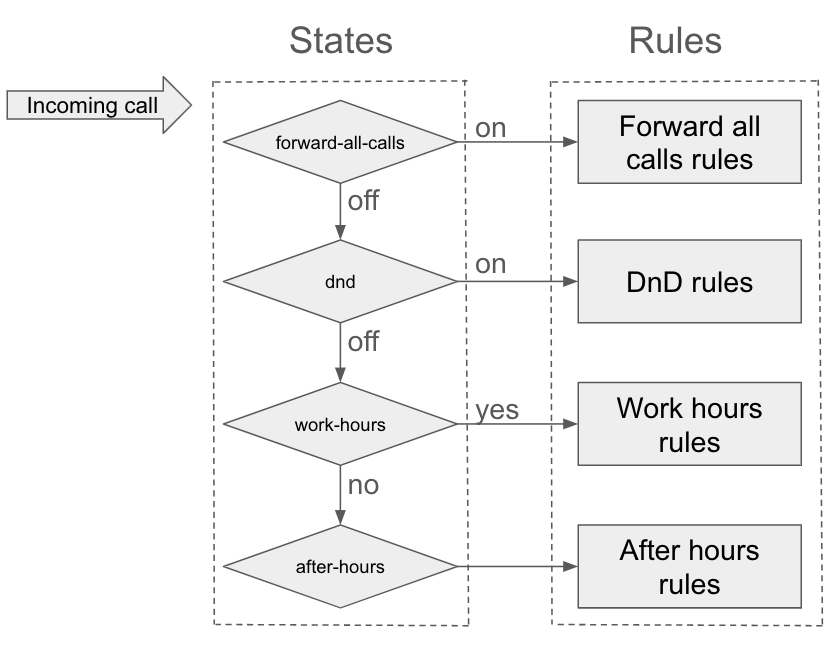 States
Rules
Incoming call
forward-all-calls
on
Forward all
calls rules
off
dnd
on
DnD rules
off
work-hours
yes
Work hours
rules
no
after-hours
After hours
rules